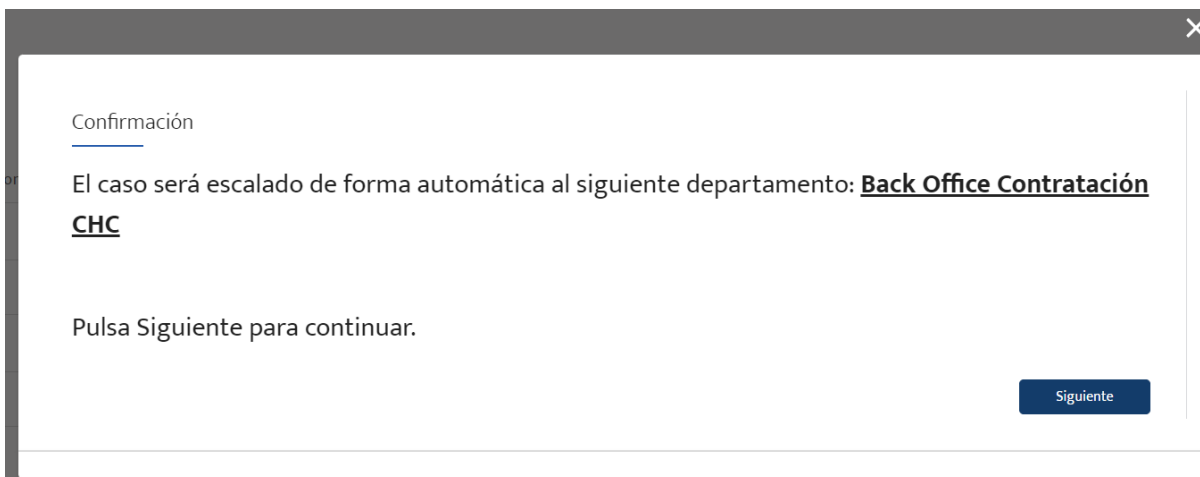 Confirmación
El caso será escalado de forma automática al siguiente departamento: Back Office Contratación
CHC
Pulsa Siguiente para continuar.
Siguiente